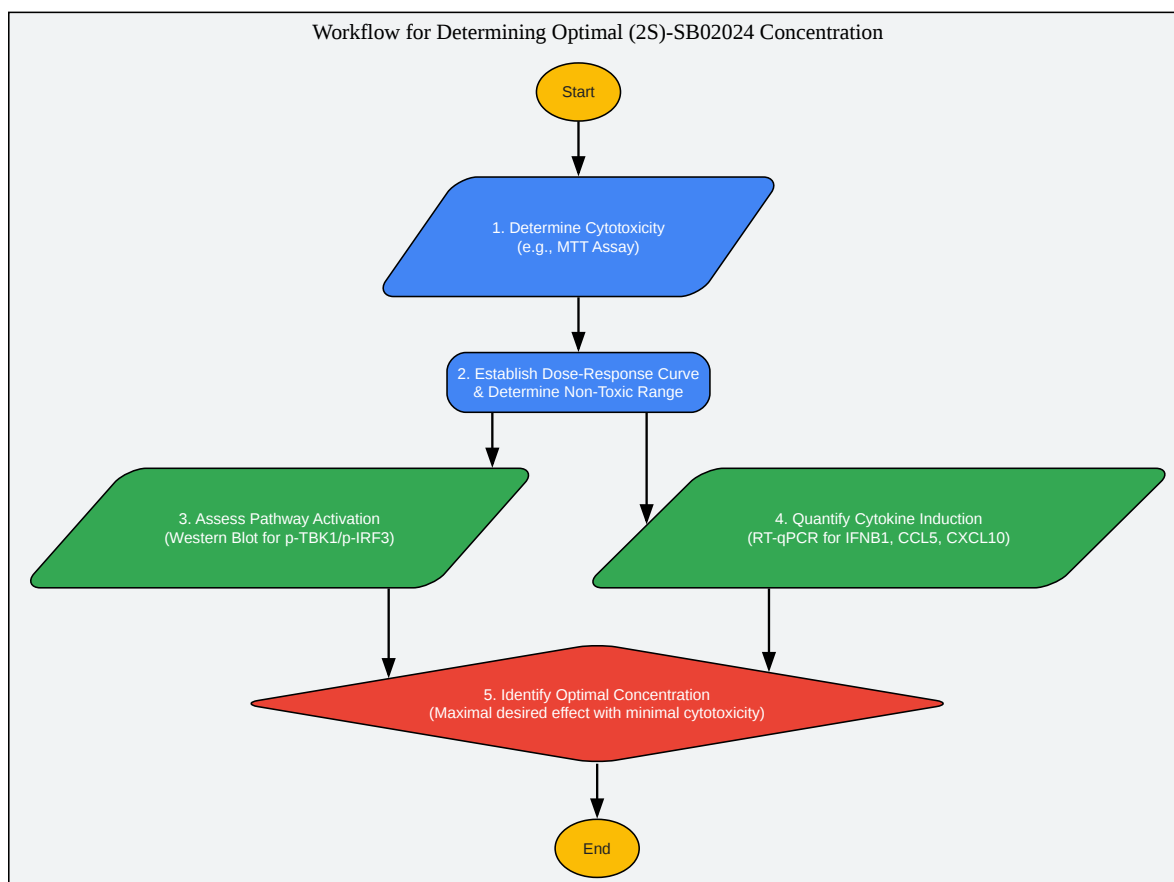 Workflow for Determining Optimal (2S)-SB02024 Concentration
Start
1. Determine Cytotoxicity
(e.g., MTT Assay)
2. Establish Dose-Response Curve
& Determine Non-Toxic Range
3. Assess Pathway Activation
(Western Blot for p-TBK1/p-IRF3)
4. Quantify Cytokine Induction
(RT-qPCR for IFNB1, CCL5, CXCL10)
5. Identify Optimal Concentration
(Maximal desired effect with minimal cytotoxicity)
End